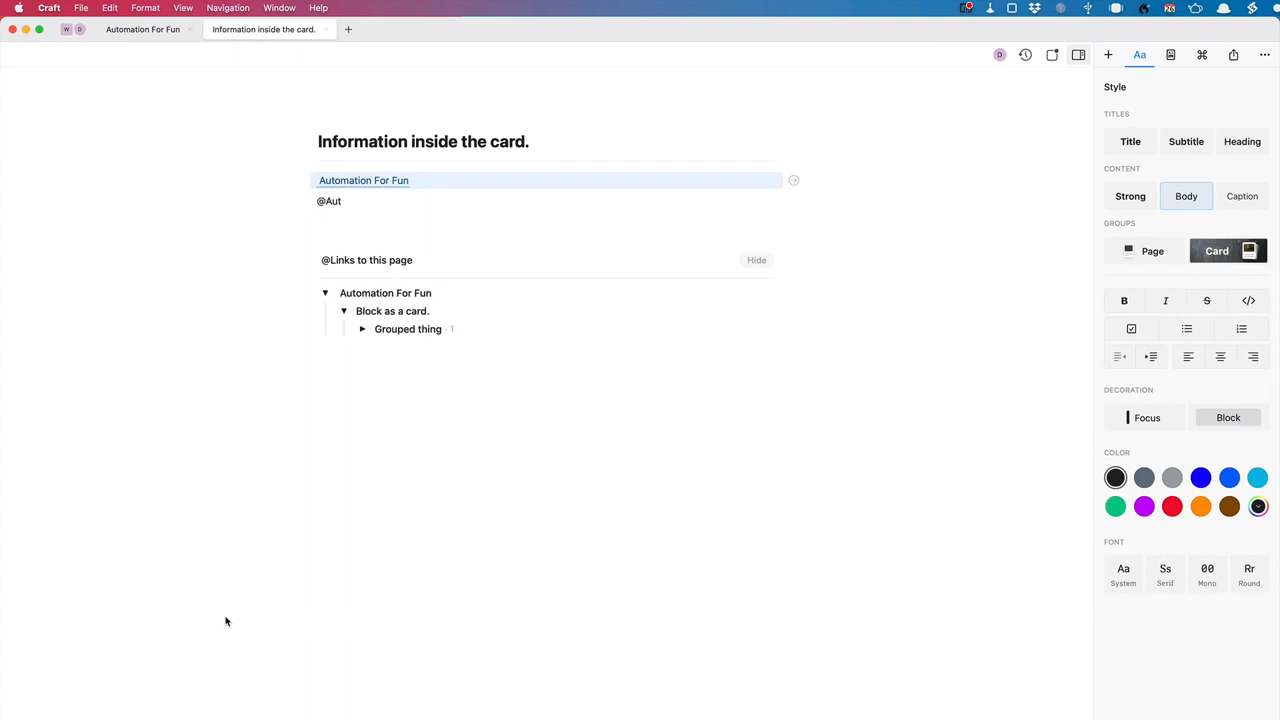 Craft File Edit Format View Navigation Window Help
W D Automation For Fun Information inside the card.
D
Aa
Style
Information inside the card.
TITLES
Title Subtitle Heading
CONTENT
Automation For Fun
Strong Body Caption
@Aut
GROUPS
Page Card
@Links to this page Hide
Automation For Fun
B I S </>
Block as a card.
Grouped thing · 1
DECORATION
Focus Block
COLOR
FONT
Aa Ss 00 Rr
System Serif Mono Round